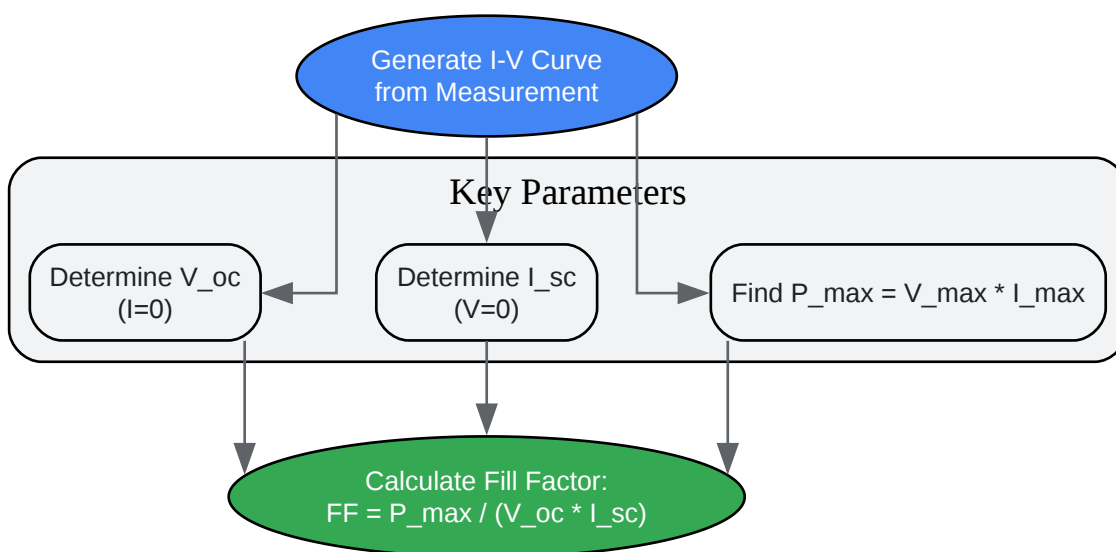 Generate I-V Curve
from Measurement
Key Parameters
Determine V_oc
(I=0)
Determine I_sc
(V=0)
Find P_max = V_max * I_max
Calculate Fill Factor:
FF = P_max / (V_oc * I_sc)